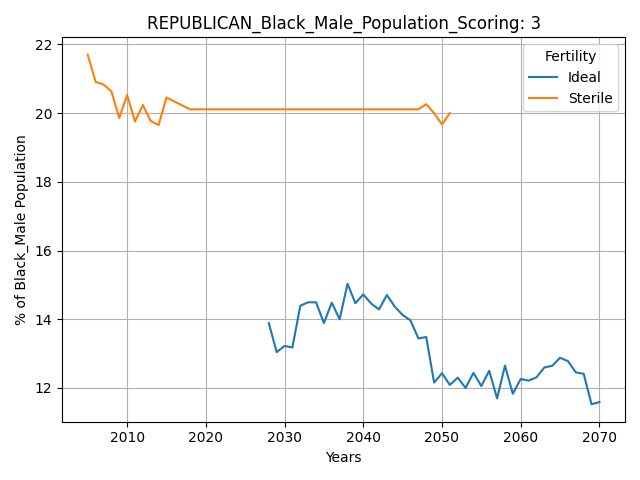 REPUBLICAN_Black_Male_Population_Scoring: 3
Fertility
Ideal
Sterile
% of Black_Male Population
22
20
18
16
14
12
2010 2020 2030 2040 2050 2060 2070
Years